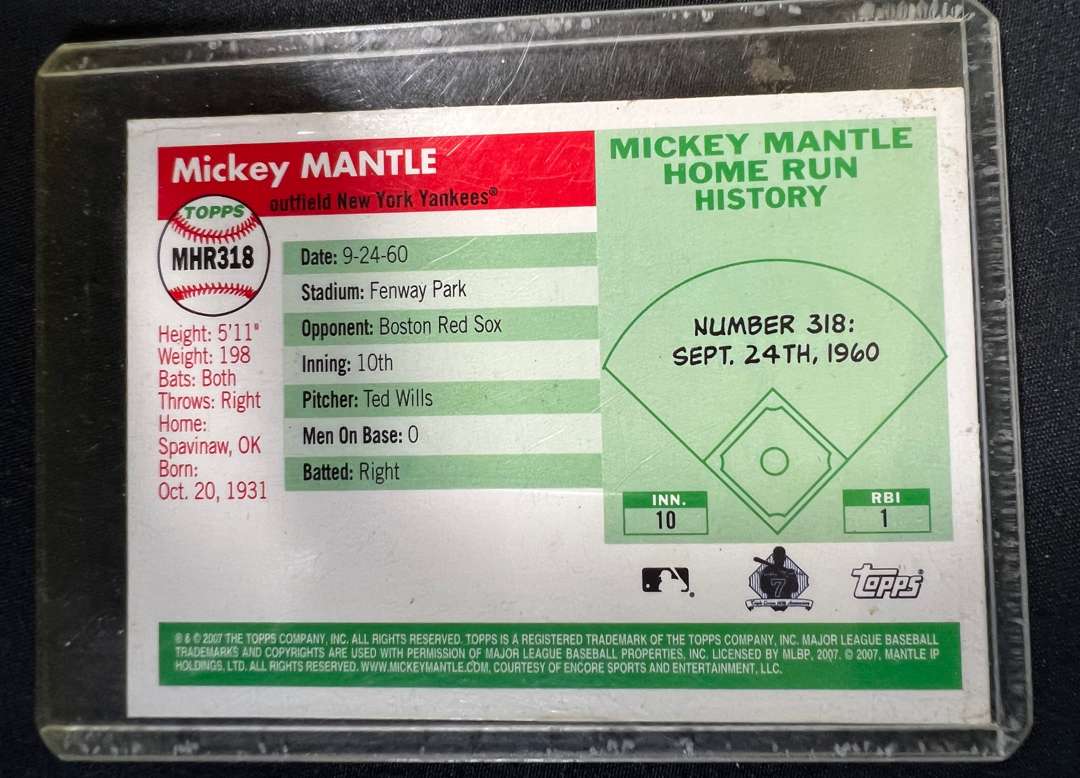 Mickey MANTLE
outfield New York Yankees®
TOPPS
MHR318
Height: 5'11"
Weight: 198
Bats: Both
Throws: Right
Home:
Spavinaw, OK
Born:
Oct. 20, 1931
Date: 9-24-60
Stadium: Fenway Park
Opponent: Boston Red Sox
Inning: 10th
Pitcher: Ted Wills
Men On Base: 0
Batted: Right
MICKEY MANTLE
HOME RUN
HISTORY
NUMBER 318:
SEPT. 24TH, 1960
INN.
10
RBI
1
7
Topps®
® & © 2007 THE TOPPS COMPANY, INC. ALL RIGHTS RESERVED. TOPPS IS A REGISTERED TRADEMARK OF THE TOPPS COMPANY, INC. MAJOR LEAGUE BASEBALL
TRADEMARKS AND COPYRIGHTS ARE USED WITH PERMISSION OF MAJOR LEAGUE BASEBALL PROPERTIES, INC. LICENSED BY MLBP, 2007. © 2007, MANTLE IP
HOLDINGS, LTD. ALL RIGHTS RESERVED. WWW.MICKEYMANTLE.COM, COURTESY OF ENCORE SPORTS AND ENTERTAINMENT, LLC.